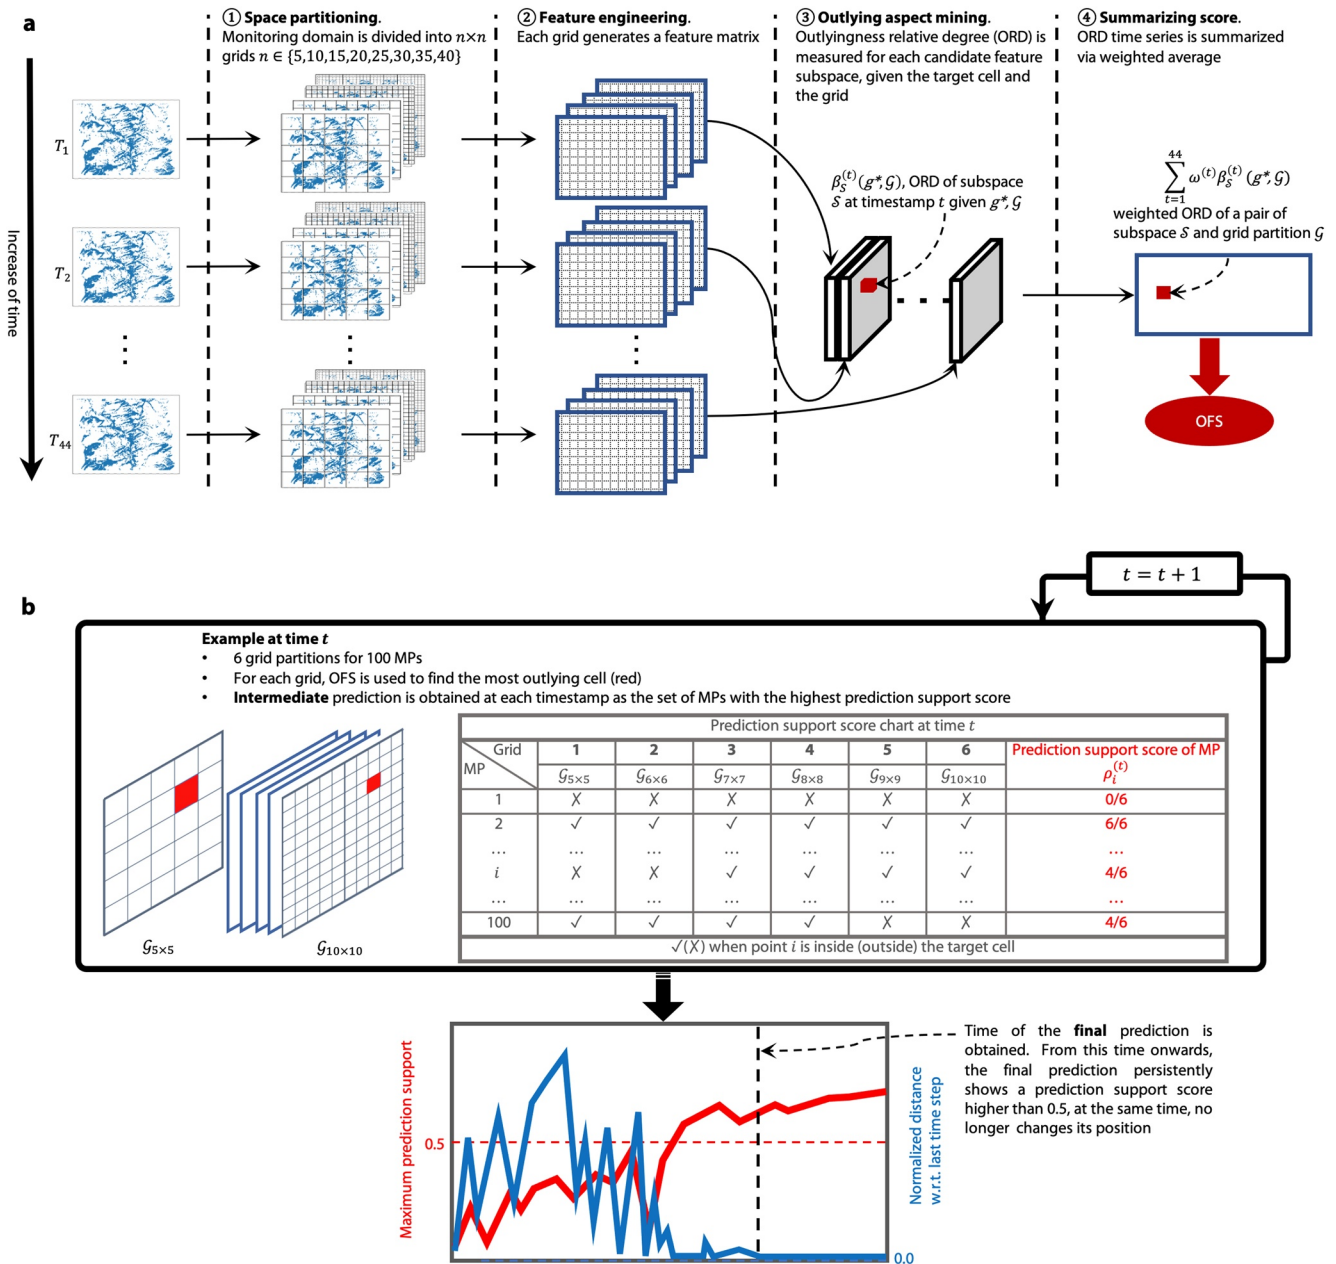 a
① Space partitioning.
Monitoring domain is divided into n×n
grids n ∈ {5,10,15,20,25,30,35,40}
② Feature engineering.
Each grid generates a feature matrix
③ Outlying aspect mining.
Outlyingness relative degree (ORD) is
measured for each candidate feature
subspace, given the target cell and
the grid
④ Summarizing score.
ORD time series is summarized
via weighted average
Increase of time
T₁
T₂
⋮
T₄₄
⋮
⋮
β_𝒮^(t)(g*, 𝒢), ORD of subspace
𝒮 at timestamp t given g*, 𝒢
∑_{t=1}^{44} ω^(t) β_𝒮^(t) (g*, 𝒢)
weighted ORD of a pair of
subspace 𝒮 and grid partition 𝒢
OFS
b
t = t + 1
Example at time t
• 6 grid partitions for 100 MPs
• For each grid, OFS is used to find the most outlying cell (red)
• Intermediate prediction is obtained at each timestamp as the set of MPs with the highest prediction support score
𝒢5×5
𝒢10×10
Prediction support score chart at time t
Grid 1 2 3 4 5 6 Prediction support score of MP
MP 𝒢5×5 𝒢6×6 𝒢7×7 𝒢8×8 𝒢9×9 𝒢10×10 ρ_i^(t)
1 ✗ ✗ ✗ ✗ ✗ ✗ 0/6
2 ✓ ✓ ✓ ✓ ✓ ✓ 6/6
... ... ... ... ... ... ... ...
i ✗ ✗ ✓ ✓ ✓ ✓ 4/6
... ... ... ... ... ... ... ...
100 ✓ ✓ ✓ ✓ ✗ ✗ 4/6
✓(✗) when point i is inside (outside) the target cell
Maximum prediction support
0.5
Normalized distance
w.r.t. last time step
0.0
Time of the final prediction is
obtained. From this time onwards,
the final prediction persistently
shows a prediction support score
higher than 0.5, at the same time, no
longer changes its position